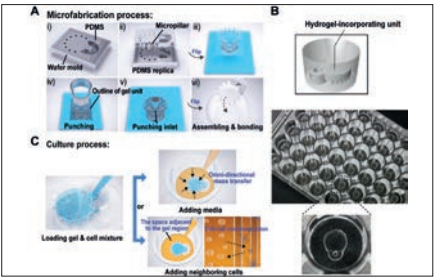 A Microfabrication process:
i)
PDMS
Wafer mold
ii)
Micropillar
PDMS replica
Flip
iii)
iv)
Outline of gel unit
Punching
v)
Punching inlet
Flip
vi)
Assembling & bonding
B
Hydrogel-incorporating unit
C Culture process:
Loading gel & cell mixture
or
Omni-directional
mass transfer
Adding media
The space adjacent
to the gel region
Adding neighboring cells